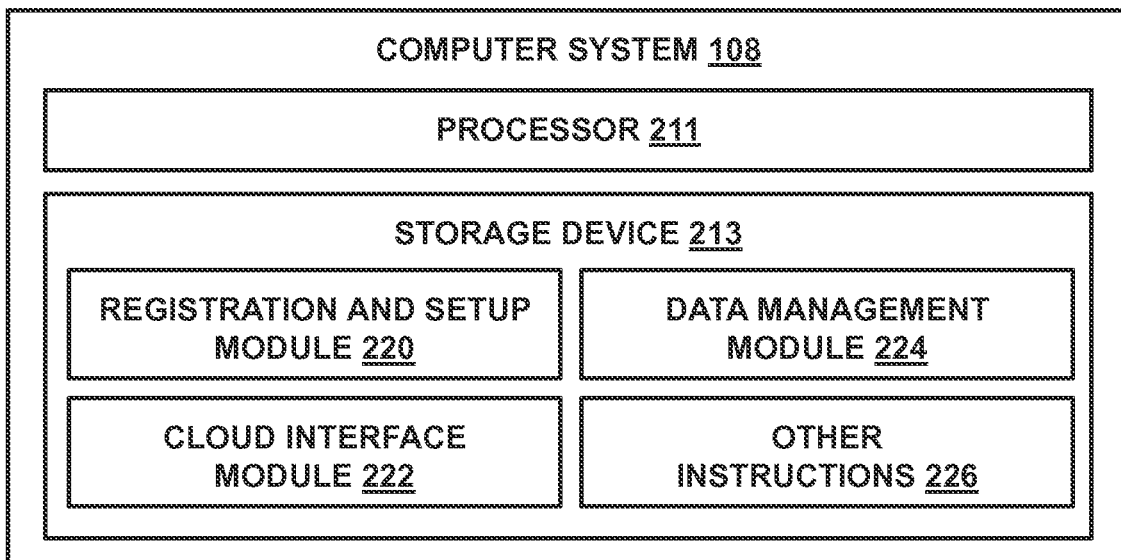 COMPUTER SYSTEM 108
PROCESSOR 211
STORAGE DEVICE 213
REGISTRATION AND SETUP
MODULE 220
DATA MANAGEMENT
MODULE 224
CLOUD INTERFACE
MODULE 222
OTHER
INSTRUCTIONS 226